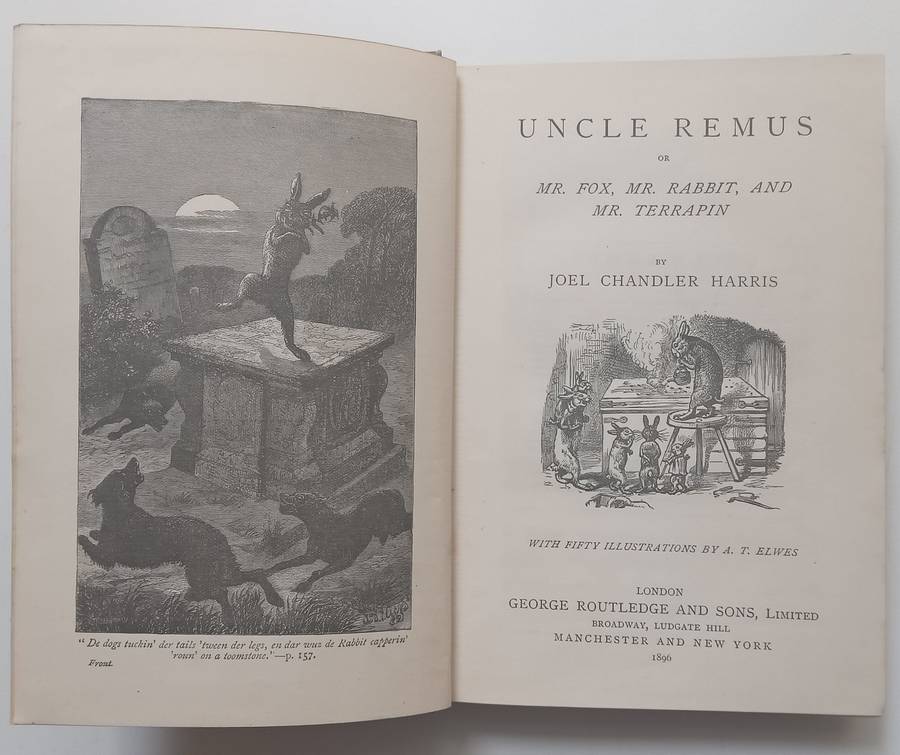 "De dogs tuckin' der tails 'tween der legs, en dar wuz de Rabbit capperin'
'roun' on a toomstone."—p. 157.
Front.
UNCLE REMUS
OR
MR. FOX, MR. RABBIT, AND
MR. TERRAPIN
BY
JOEL CHANDLER HARRIS
WITH FIFTY ILLUSTRATIONS BY A. T. ELWES
LONDON
GEORGE ROUTLEDGE AND SONS, LIMITED
BROADWAY, LUDGATE HILL
MANCHESTER AND NEW YORK
1896